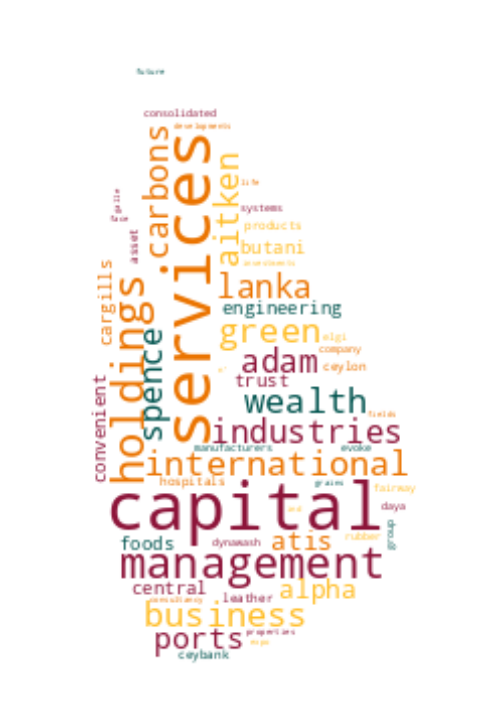 future
consolidated
developments
carbons
services
aitken
life
galle
face
systems
asset
products
butani
investments
cargills
holdings
lanka
spence
engineering
green
elgi
company
adam
ceylon
trust
convenient
wealth
fields
industries
manufacturers
evoke
international
hospitals
grains
fairway
capital
daya
group
foods
dynawash
atis
rubber
management
central
alpha
consultancy
leather
business
ports
properties
expo
ceybank